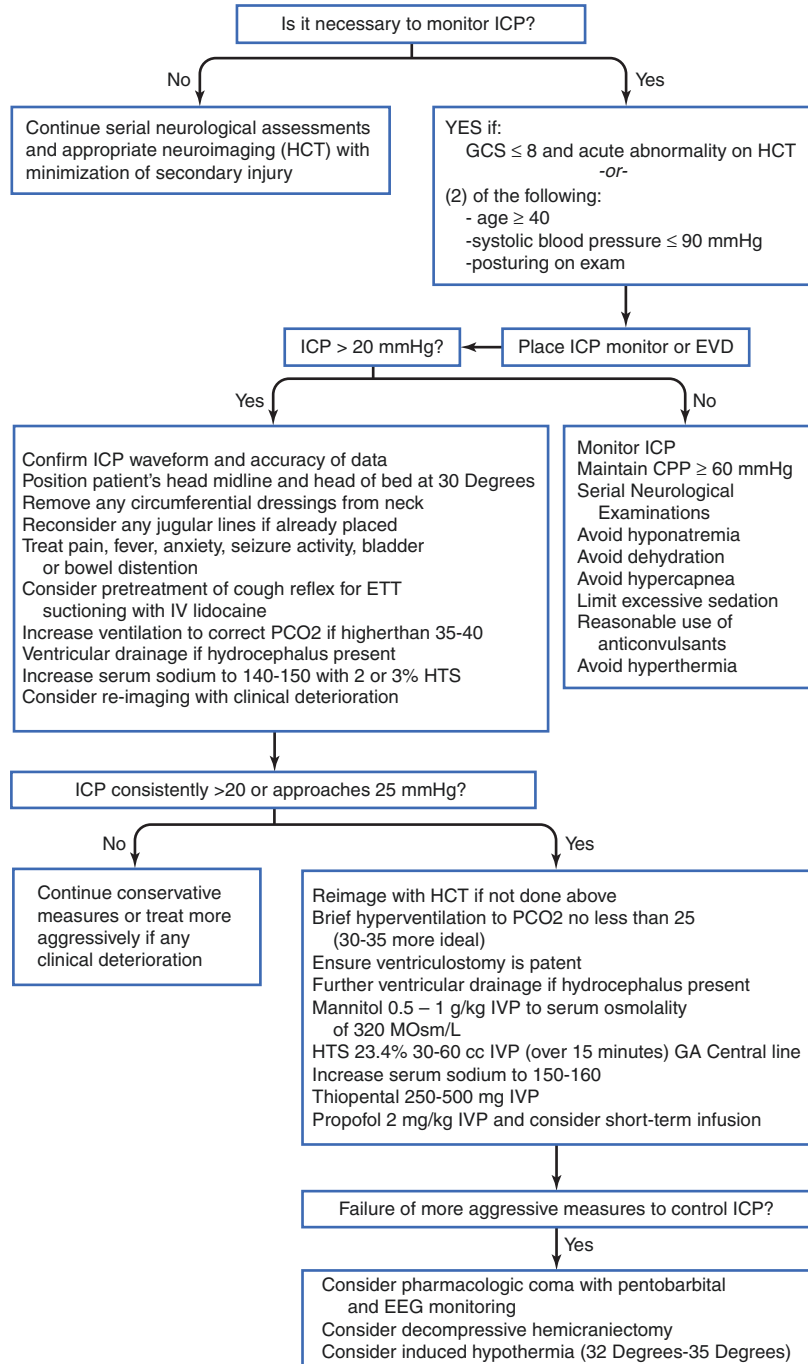 Is it necessary to monitor ICP?
No
Yes
Continue serial neurological assessments
and appropriate neuroimaging (HCT) with
minimization of secondary injury
YES if:
GCS ≤ 8 and acute abnormality on HCT
-or-
(2) of the following:
- age ≥ 40
-systolic blood pressure ≤ 90 mmHg
-posturing on exam
ICP > 20 mmHg?
Place ICP monitor or EVD
Yes
No
Confirm ICP waveform and accuracy of data
Position patient's head midline and head of bed at 30 Degrees
Remove any circumferential dressings from neck
Reconsider any jugular lines if already placed
Treat pain, fever, anxiety, seizure activity, bladder
or bowel distention
Consider pretreatment of cough reflex for ETT
suctioning with IV lidocaine
Increase ventilation to correct PCO2 if higherthan 35-40
Ventricular drainage if hydrocephalus present
Increase serum sodium to 140-150 with 2 or 3% HTS
Consider re-imaging with clinical deterioration
Monitor ICP
Maintain CPP ≥ 60 mmHg
Serial Neurological
Examinations
Avoid hyponatremia
Avoid dehydration
Avoid hypercapnea
Limit excessive sedation
Reasonable use of
anticonvulsants
Avoid hyperthermia
ICP consistently >20 or approaches 25 mmHg?
No
Yes
Continue conservative
measures or treat more
aggressively if any
clinical deterioration
Reimage with HCT if not done above
Brief hyperventilation to PCO2 no less than 25
(30-35 more ideal)
Ensure ventriculostomy is patent
Further ventricular drainage if hydrocephalus present
Mannitol 0.5 – 1 g/kg IVP to serum osmolality
of 320 MOsm/L
HTS 23.4% 30-60 cc IVP (over 15 minutes) GA Central line
Increase serum sodium to 150-160
Thiopental 250-500 mg IVP
Propofol 2 mg/kg IVP and consider short-term infusion
Failure of more aggressive measures to control ICP?
Yes
Consider pharmacologic coma with pentobarbital
and EEG monitoring
Consider decompressive hemicraniectomy
Consider induced hypothermia (32 Degrees-35 Degrees)